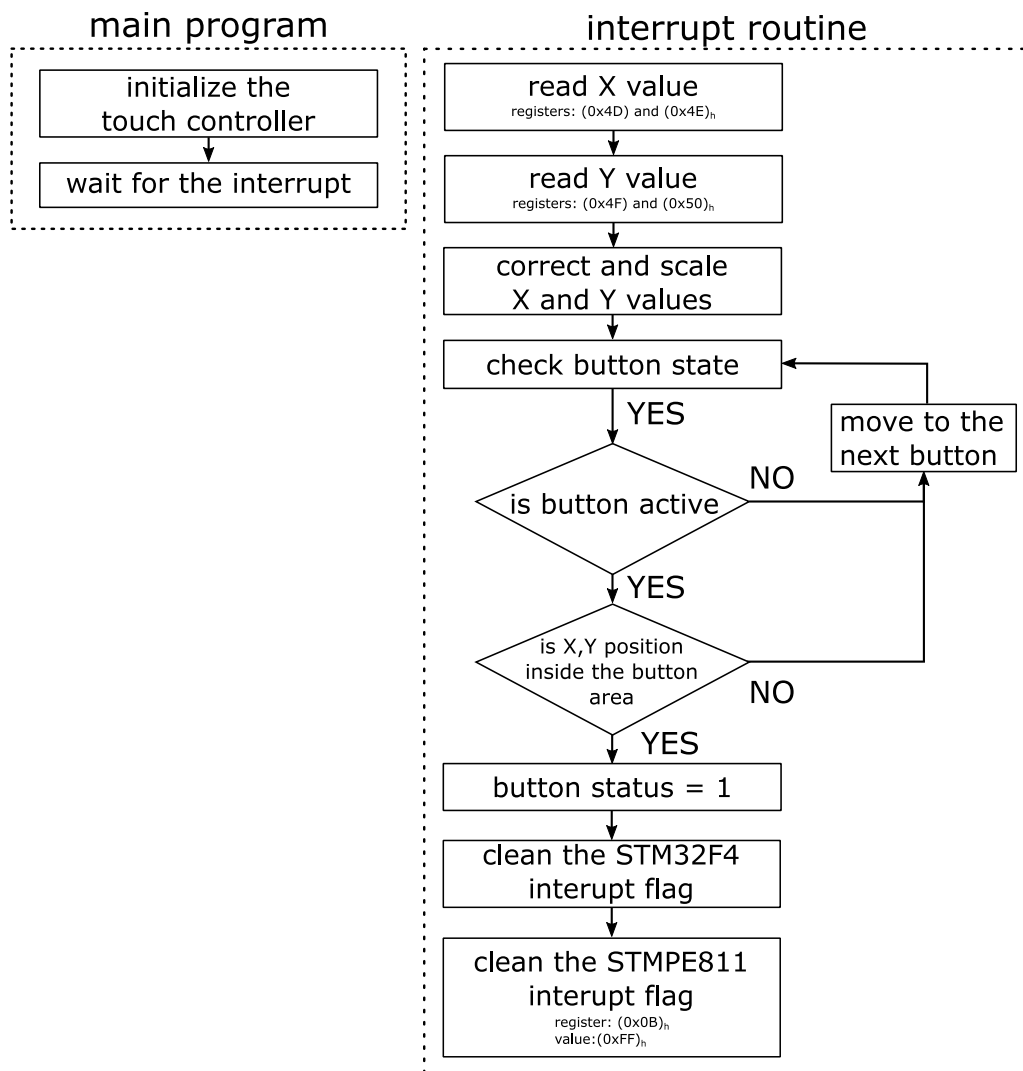 main program
initialize the
touch controller
wait for the interrupt
interrupt routine
read X value
registers: (0x4D) and (0x4E)ₕ
read Y value
registers: (0x4F) and (0x50)ₕ
correct and scale
X and Y values
check button state
YES
move to the
next button
is button active
NO
YES
is X,Y position
inside the button
area
NO
YES
button status = 1
clean the STM32F4
interupt flag
clean the STMPE811
interupt flag
register: (0x0B)ₕ
value:(0xFF)ₕ